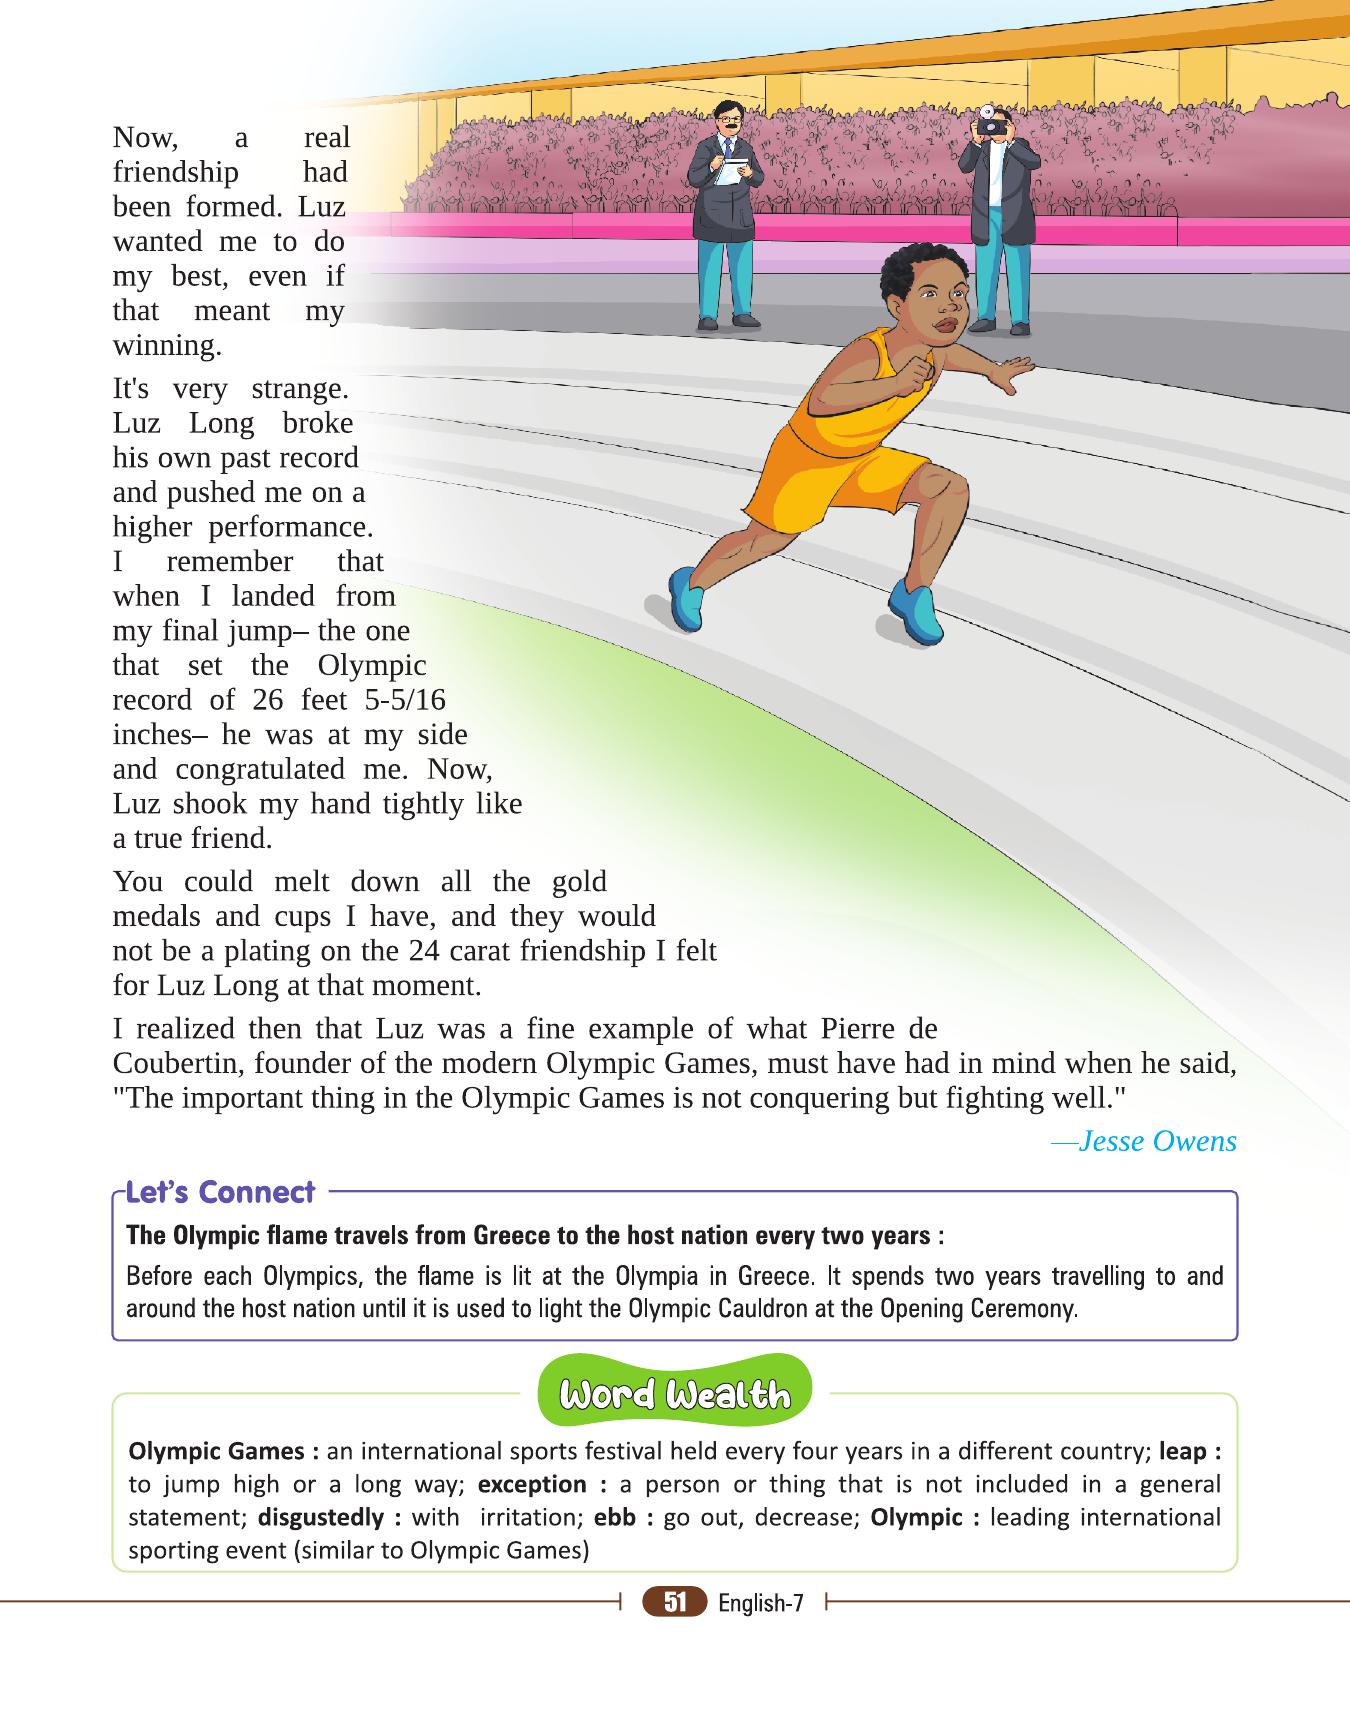 Now, a real
friendship had
been formed. Luz
wanted me to do
my best, even if
that meant my
winning.
It's very strange.
Luz Long broke
his own past record
and pushed me on a
higher performance.
I remember that
when I landed from
my final jump– the one
that set the Olympic
record of 26 feet 5-5/16
inches– he was at my side
and congratulated me. Now,
Luz shook my hand tightly like
a true friend.
You could melt down all the gold
medals and cups I have, and they would
not be a plating on the 24 carat friendship I felt
for Luz Long at that moment.
I realized then that Luz was a fine example of what Pierre de
Coubertin, founder of the modern Olympic Games, must have had in mind when he said,
"The important thing in the Olympic Games is not conquering but fighting well."
—Jesse Owens
Let's Connect
The Olympic flame travels from Greece to the host nation every two years :
Before each Olympics, the flame is lit at the Olympia in Greece. It spends two years travelling to and
around the host nation until it is used to light the Olympic Cauldron at the Opening Ceremony.
Word Wealth
Olympic Games : an international sports festival held every four years in a different country; leap :
to jump high or a long way; exception : a person or thing that is not included in a general
statement; disgustedly : with irritation; ebb : go out, decrease; Olympic : leading international
sporting event (similar to Olympic Games)
51 English-7